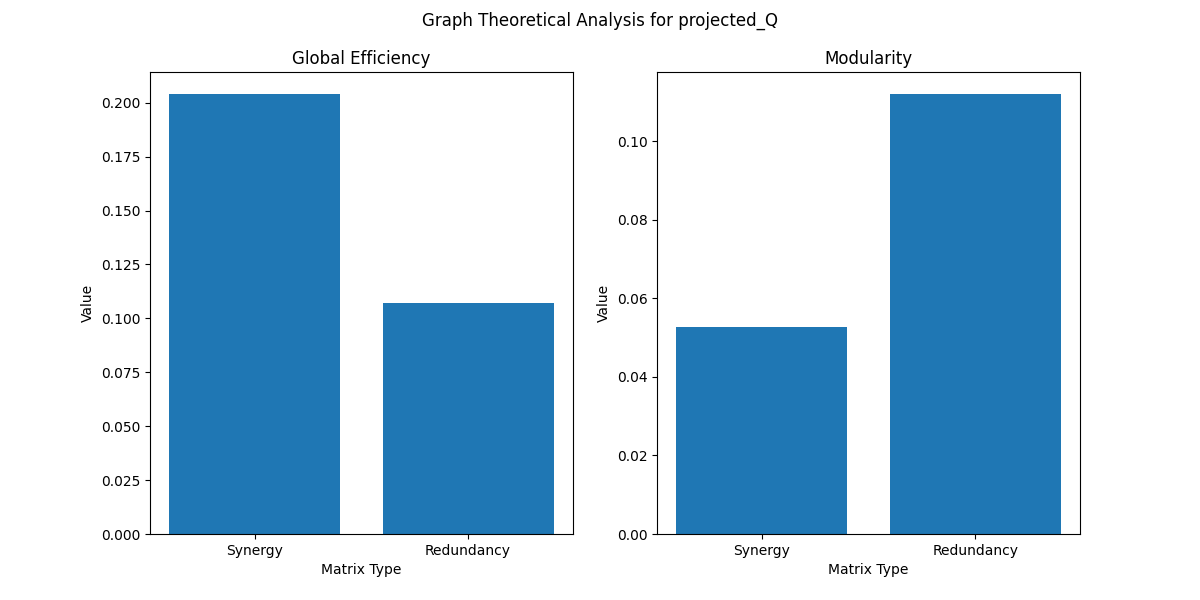 Graph Theoretical Analysis for projected_Q
Global Efficiency
0.200
0.175
0.150
0.125
0.100
0.075
0.050
0.025
0.000
Value
Synergy Redundancy
Matrix Type
Modularity
0.10
0.08
0.06
0.04
0.02
0.00
Value
Synergy Redundancy
Matrix Type